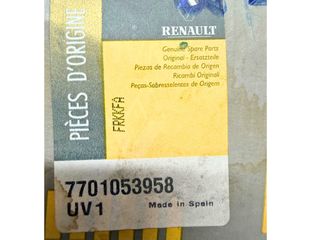 PIÈCES D'ORIGINE
RENAULT
Genuine Spare Parts
Original - Ersatzteile
Piezas de Recambio de Origen
Ricambi Originali
Peças-Sobresselentes de Origem
FRKKFA
7701053958
UV1 Made in Spain